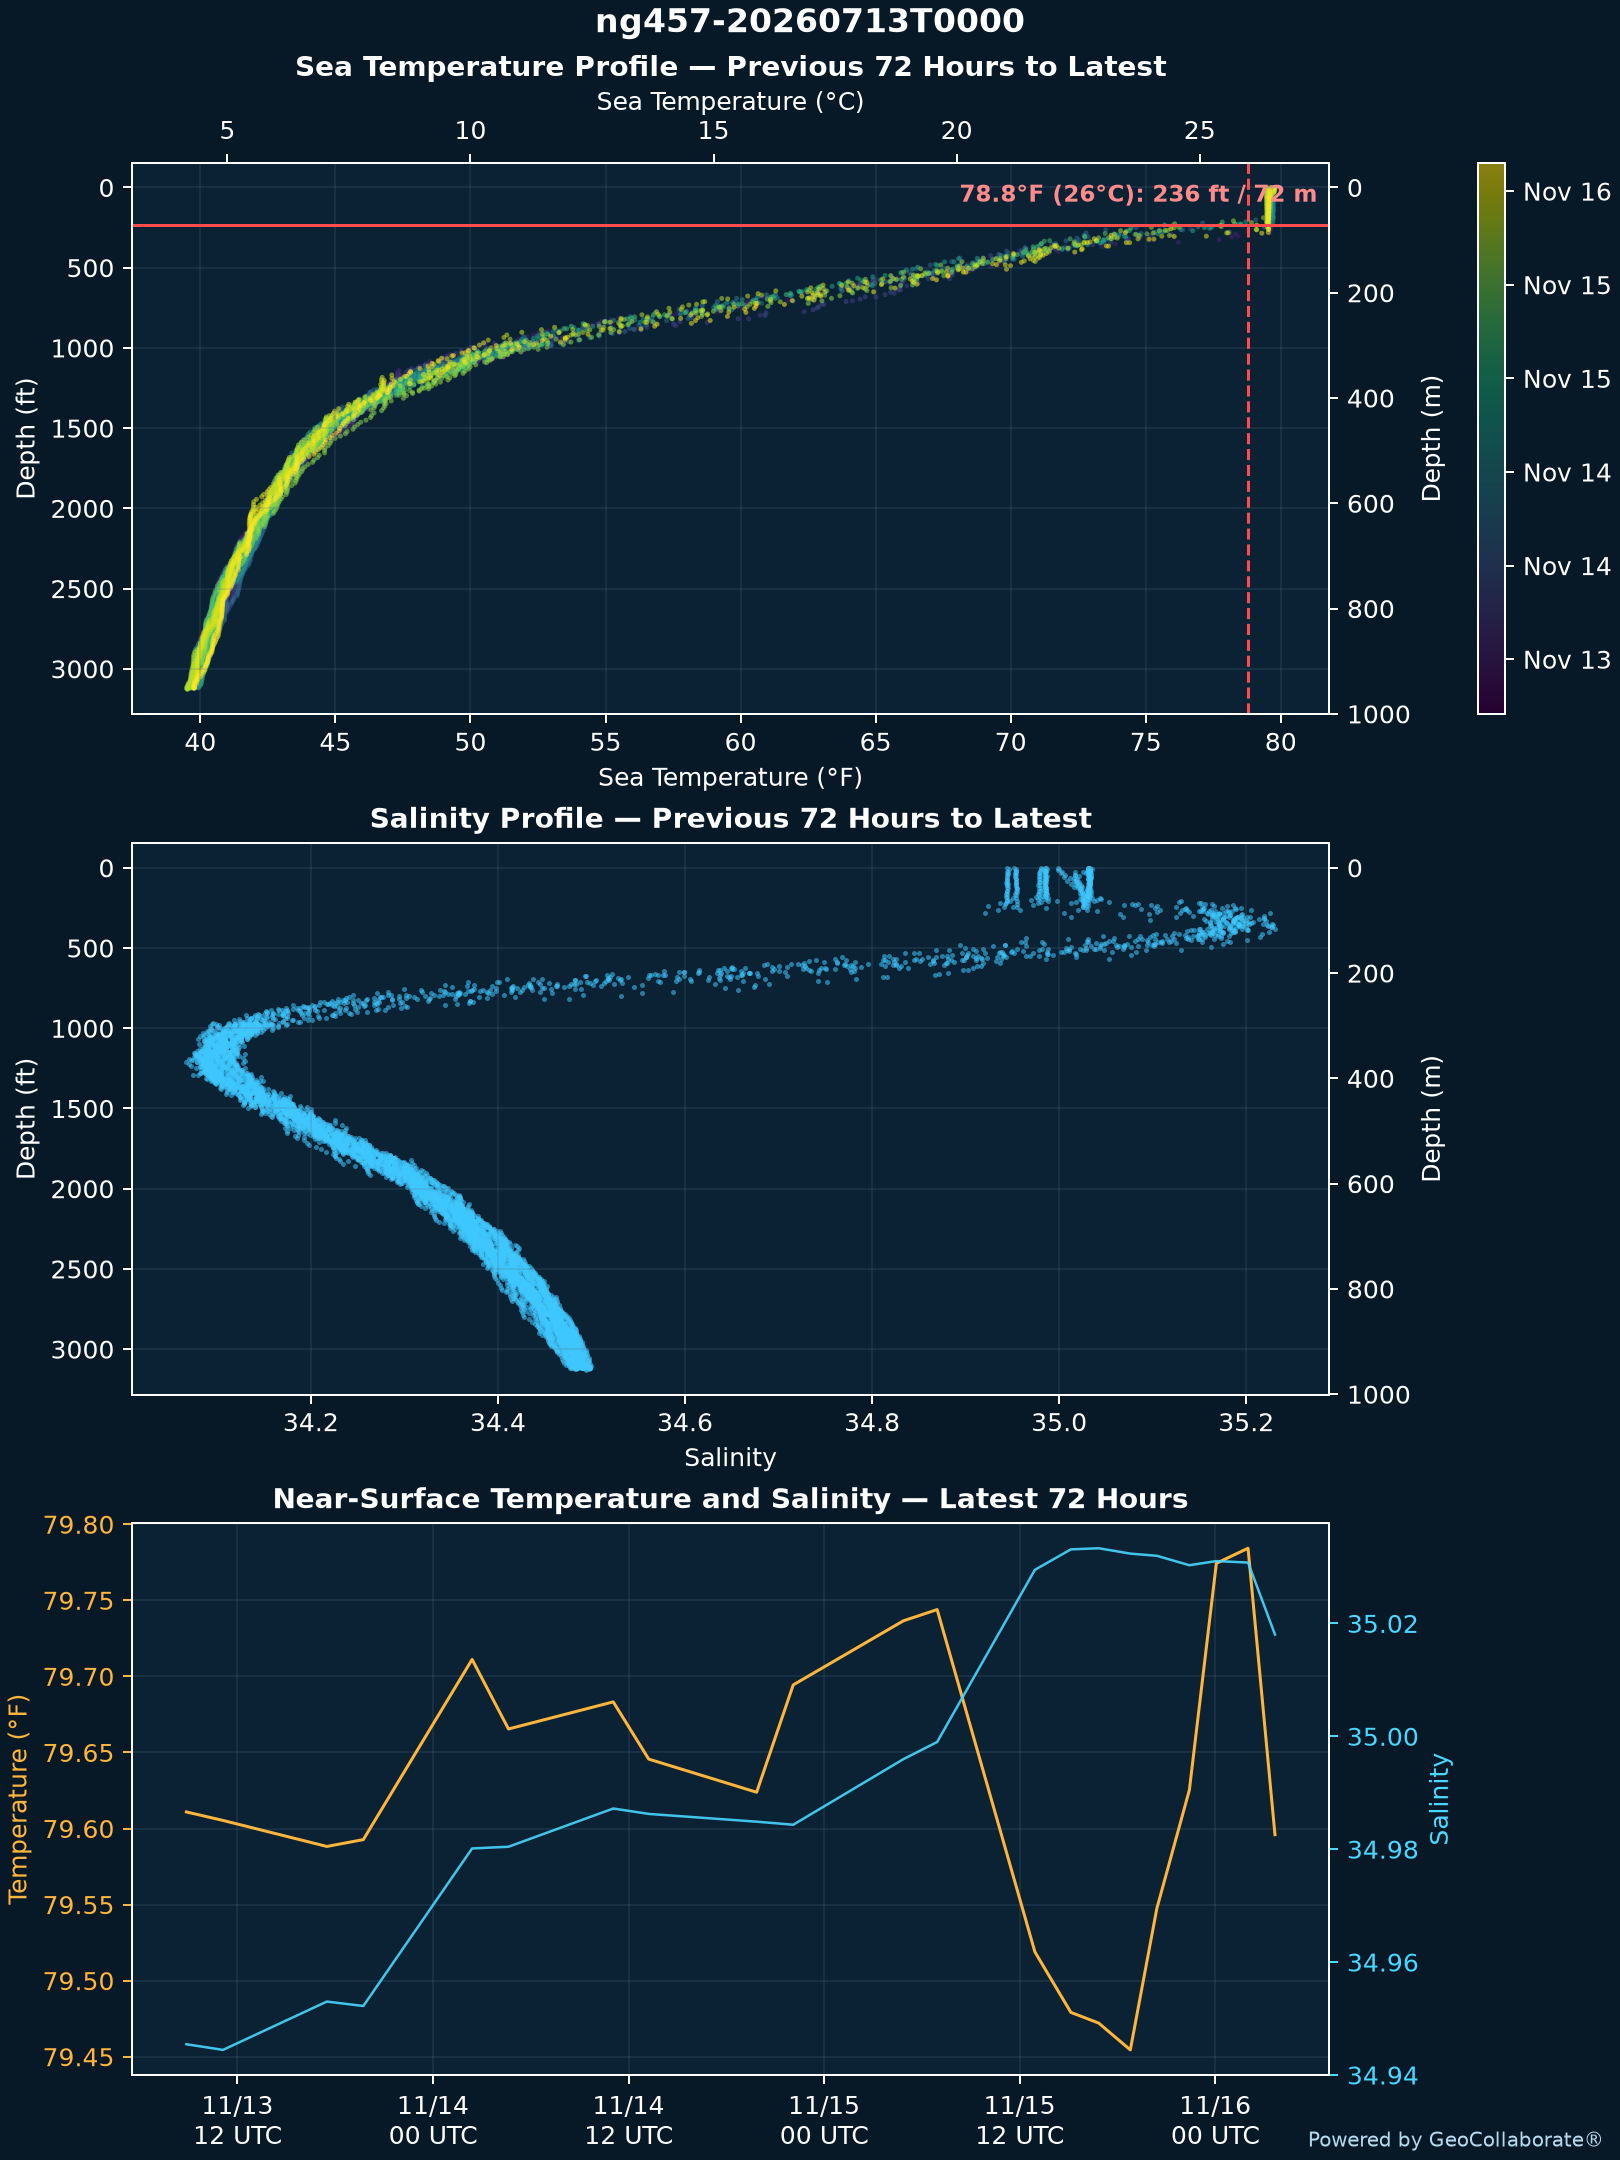 ng457-20260713T0000
Sea Temperature Profile — Previous 72 Hours to Latest
Sea Temperature (°C)
5 10 15 20 25
78.8°F (26°C): 236 ft / 72 m
0
500
1000
1500
2000
2500
3000
Depth (ft)
0
200
400
600
800
1000
Depth (m)
Nov 16
Nov 15
Nov 15
Nov 14
Nov 14
Nov 13
40 45 50 55 60 65 70 75 80
Sea Temperature (°F)
Salinity Profile — Previous 72 Hours to Latest
0
500
1000
1500
2000
2500
3000
Depth (ft)
0
200
400
600
800
1000
Depth (m)
34.2 34.4 34.6 34.8 35.0 35.2
Salinity
Near-Surface Temperature and Salinity — Latest 72 Hours
79.80
79.75
79.70
79.65
79.60
79.55
79.50
79.45
Temperature (°F)
35.02
35.00
34.98
34.96
34.94
Salinity
11/13 11/14 11/14 11/15 11/15 11/16
12 UTC 00 UTC 12 UTC 00 UTC 12 UTC 00 UTC
Powered by GeoCollaborate®